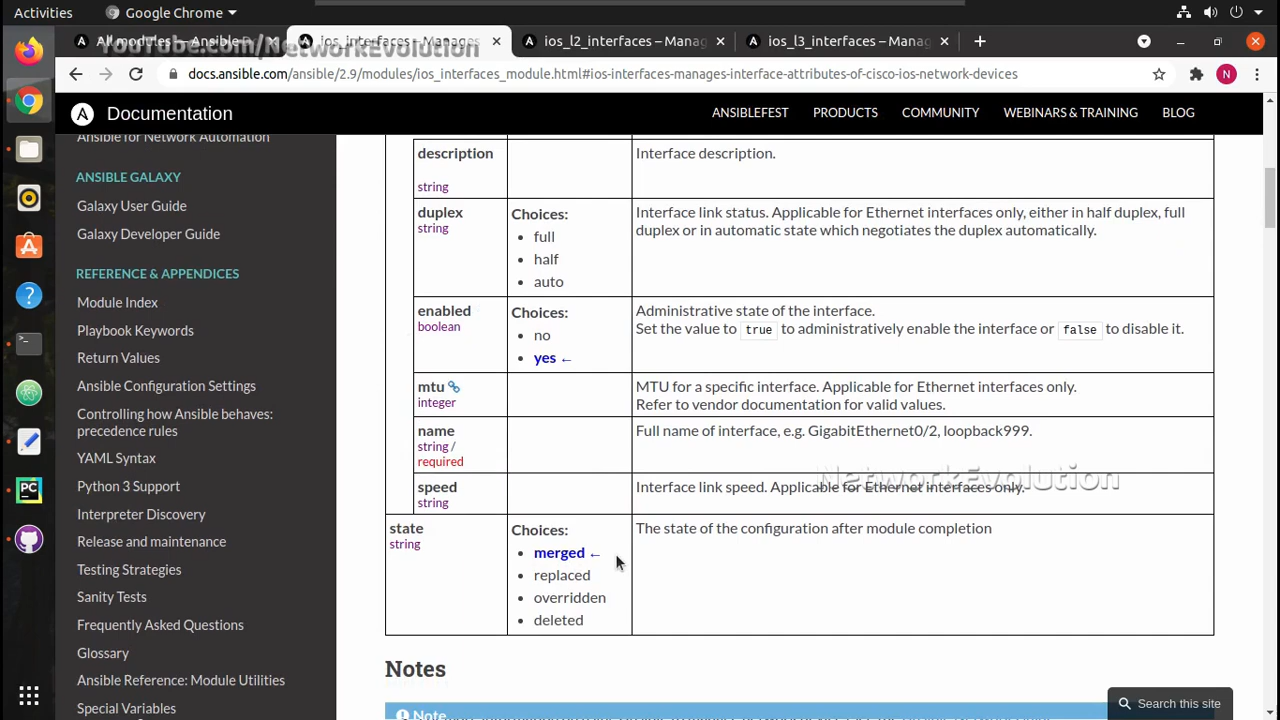 Activities
Google Chrome
All modules — Ansible D
ios_interfaces – Manages
ios_l2_interfaces – Manag
ios_l3_interfaces – Manag
YouTube.com/NetworkEvolution
docs.ansible.com/ansible/2.9/modules/ios_interfaces_module.html#ios-interfaces-manages-interface-attributes-of-cisco-ios-network-devices
N
A
Documentation
ANSIBLEFEST
PRODUCTS
COMMUNITY
WEBINARS & TRAINING
BLOG
Ansible for Network Automation
ANSIBLE GALAXY
Galaxy User Guide
Galaxy Developer Guide
REFERENCE & APPENDICES
Module Index
Playbook Keywords
Return Values
Ansible Configuration Settings
Controlling how Ansible behaves:
precedence rules
YAML Syntax
Python 3 Support
Interpreter Discovery
Release and maintenance
Testing Strategies
Sanity Tests
Frequently Asked Questions
Glossary
Ansible Reference: Module Utilities
Special Variables
description
string
Interface description.
duplex
string
Choices:
• full
• half
• auto
Interface link status. Applicable for Ethernet interfaces only, either in half duplex, full
duplex or in automatic state which negotiates the duplex automatically.
enabled
boolean
Choices:
• no
• yes ←
Administrative state of the interface.
Set the value to true to administratively enable the interface or false to disable it.
mtu
integer
MTU for a specific interface. Applicable for Ethernet interfaces only.
Refer to vendor documentation for valid values.
name
string /
required
Full name of interface, e.g. GigabitEthernet0/2, loopback999.
speed
string
Interface link speed. Applicable for Ethernet interfaces only.
NetworkEvolution
state
string
Choices:
• merged ←
• replaced
• overridden
• deleted
The state of the configuration after module completion
Notes
Note
Search this site
PC